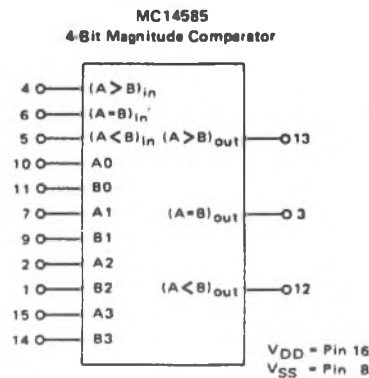 MC14585
4-Bit Magnitude Comparator
4 (A > B)in
6 (A = B)in
5 (A < B)in (A > B)out 13
10 A0
11 B0
7 A1 (A = B)out 3
9 B1
2 A2
1 B2 (A < B)out 12
15 A3
14 B3
VDD = Pin 16
VSS = Pin 8